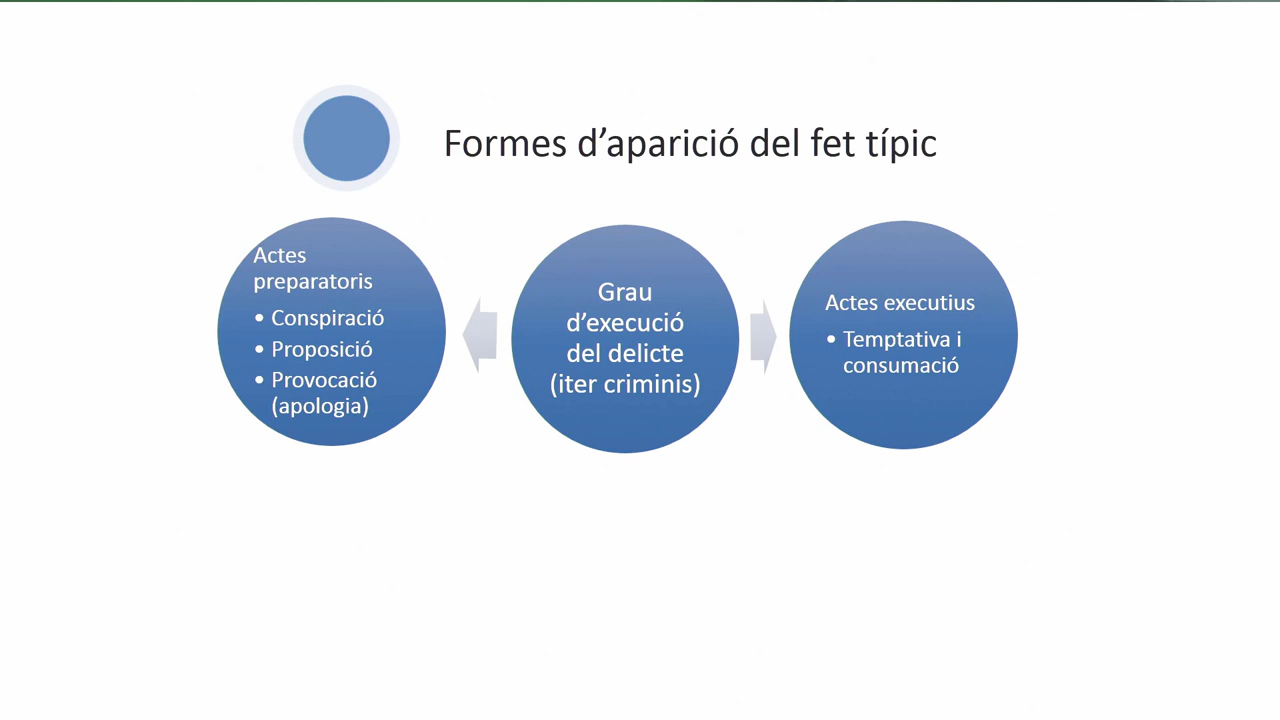 Formes d’aparició del fet típic
Actes
preparatoris
• Conspiració
• Proposició
• Provocació
(apologia)
Grau
d’execució
del delicte
(iter criminis)
Actes executius
• Temptativa i
consumació